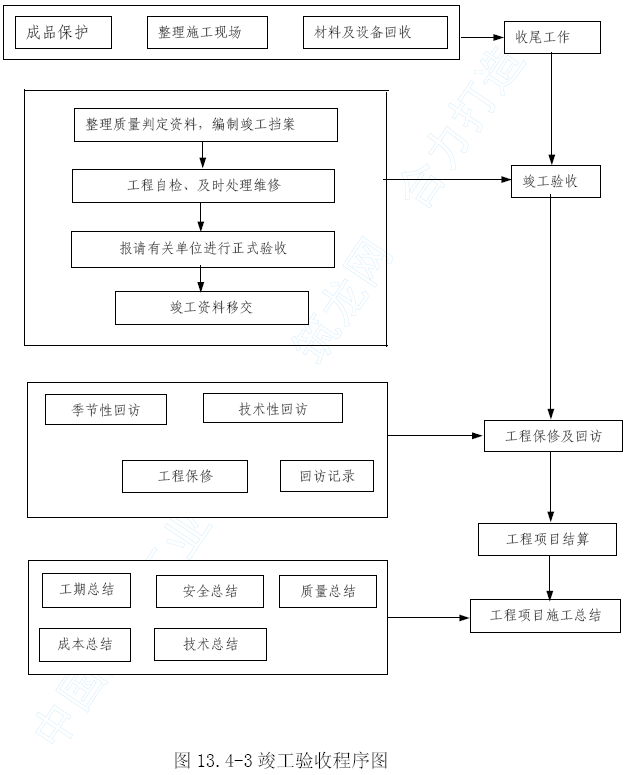 成品保护
整理施工现场
材料及设备回收
收尾工作
整理质量判定资料，编制竣工挡案
工程自检、及时处理维修
竣工验收
报请有关单位进行正式验收
竣工资料移交
季节性回访
技术性回访
工程保修及回访
工程保修
回访记录
工程项目结算
工期总结
安全总结
质量总结
工程项目施工总结
成本总结
技术总结
图 13.4-3 竣工验收程序图
筑龙网
合力打造